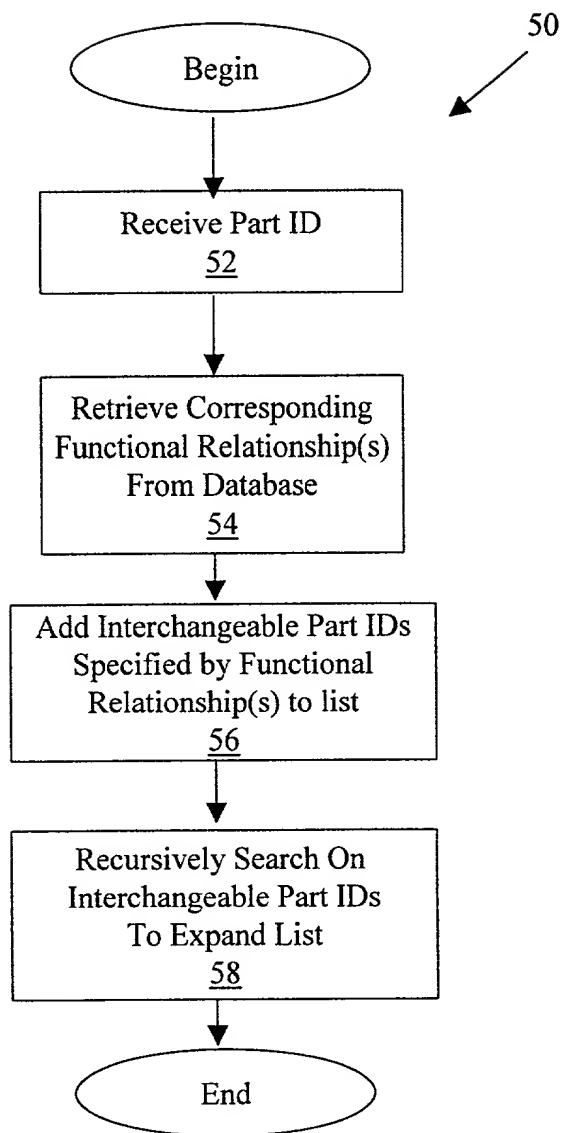 50
Begin
Receive Part ID
52
Retrieve Corresponding
Functional Relationship(s)
From Database
54
Add Interchangeable Part IDs
Specified by Functional
Relationship(s) to list
56
Recursively Search On
Interchangeable Part IDs
To Expand List
58
End